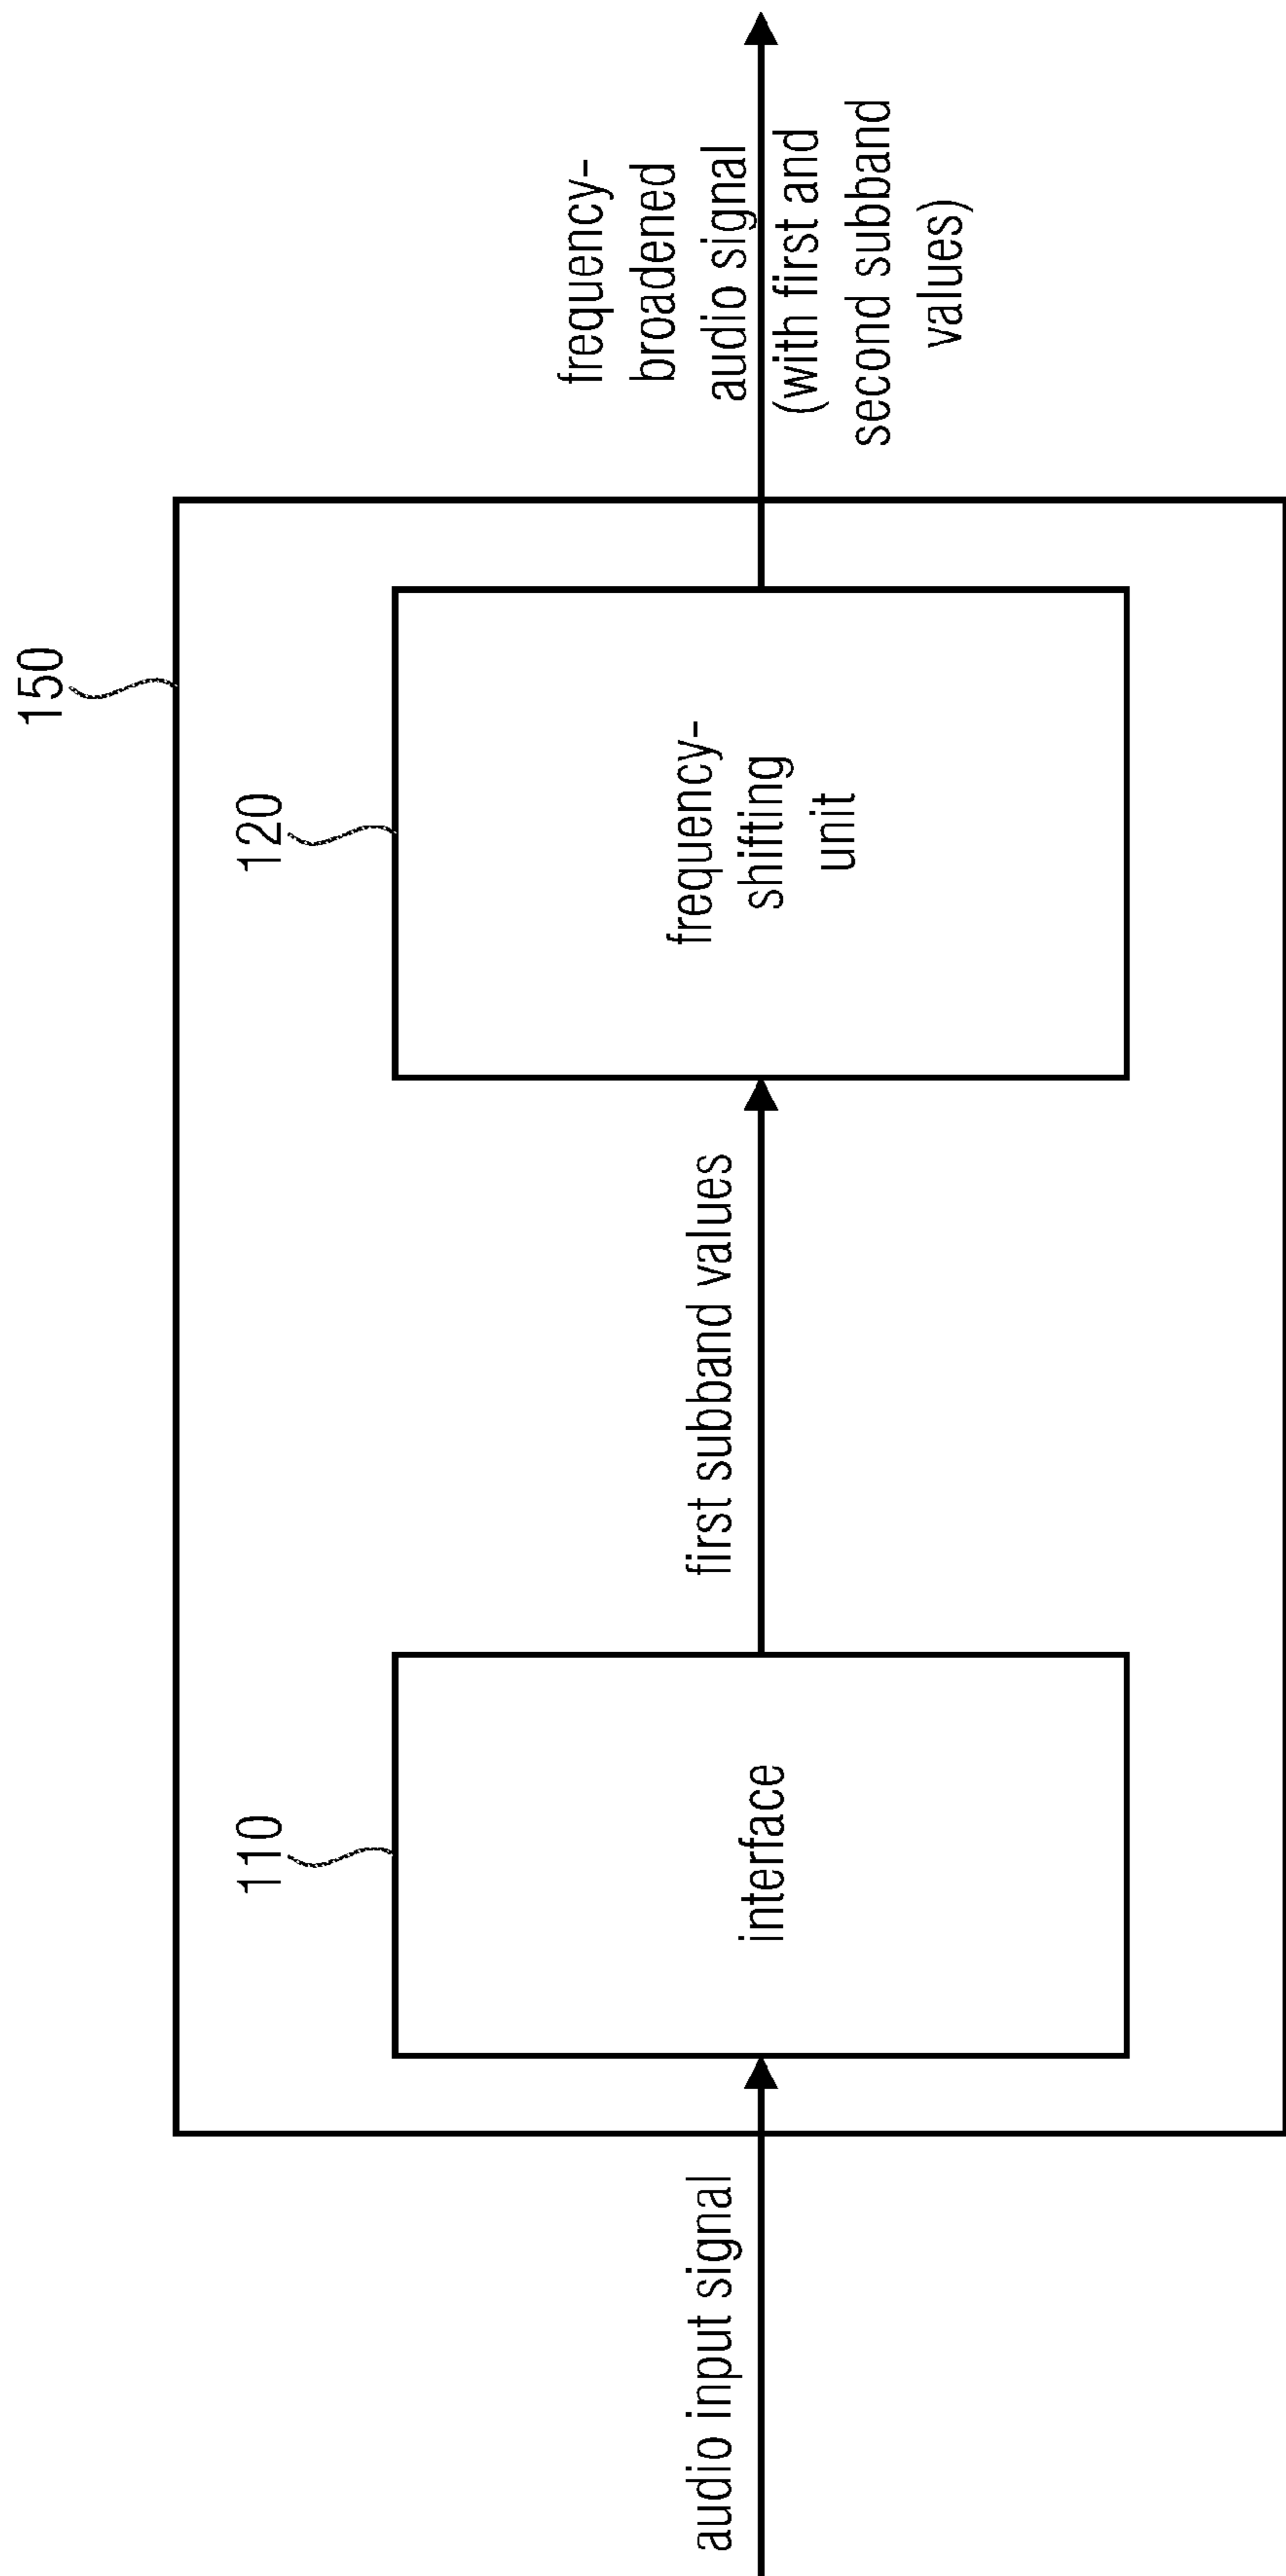 150
110
120
audio input signal
interface
first subband values
frequency-
shifting
unit
frequency-
broadened
audio signal
(with first and
second subband
values)